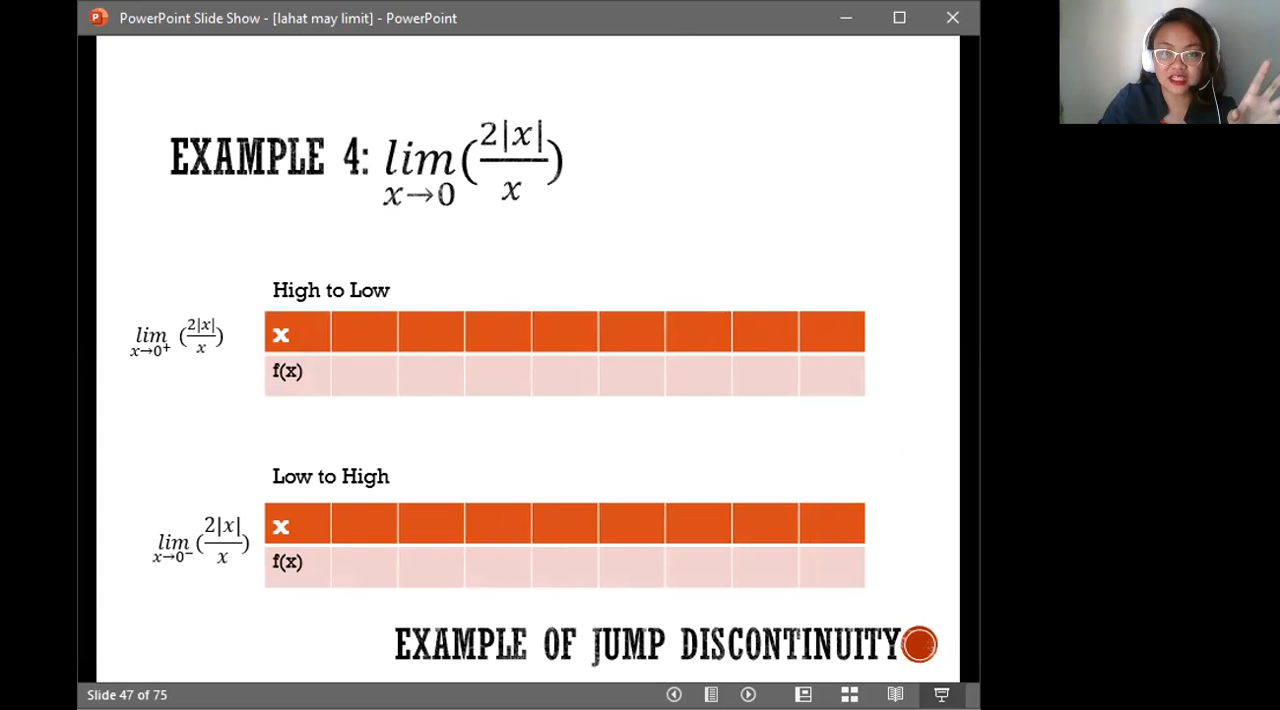 PowerPoint Slide Show - [lahat may limit] - PowerPoint
EXAMPLE 4: lim x→0 (2|x|/x)
High to Low
lim x→0⁺ (2|x|/x)
x
f(x)
Low to High
lim x→0⁻ (2|x|/x)
x
f(x)
EXAMPLE OF JUMP DISCONTINUITY
Slide 47 of 75